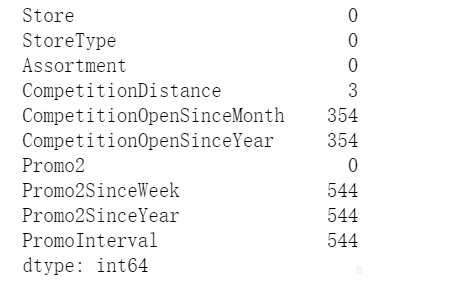 Store 0
StoreType 0
Assortment 0
CompetitionDistance 3
CompetitionOpenSinceMonth 354
CompetitionOpenSinceYear 354
Promo2 0
Promo2SinceWeek 544
Promo2SinceYear 544
PromoInterval 544
dtype: int64
8